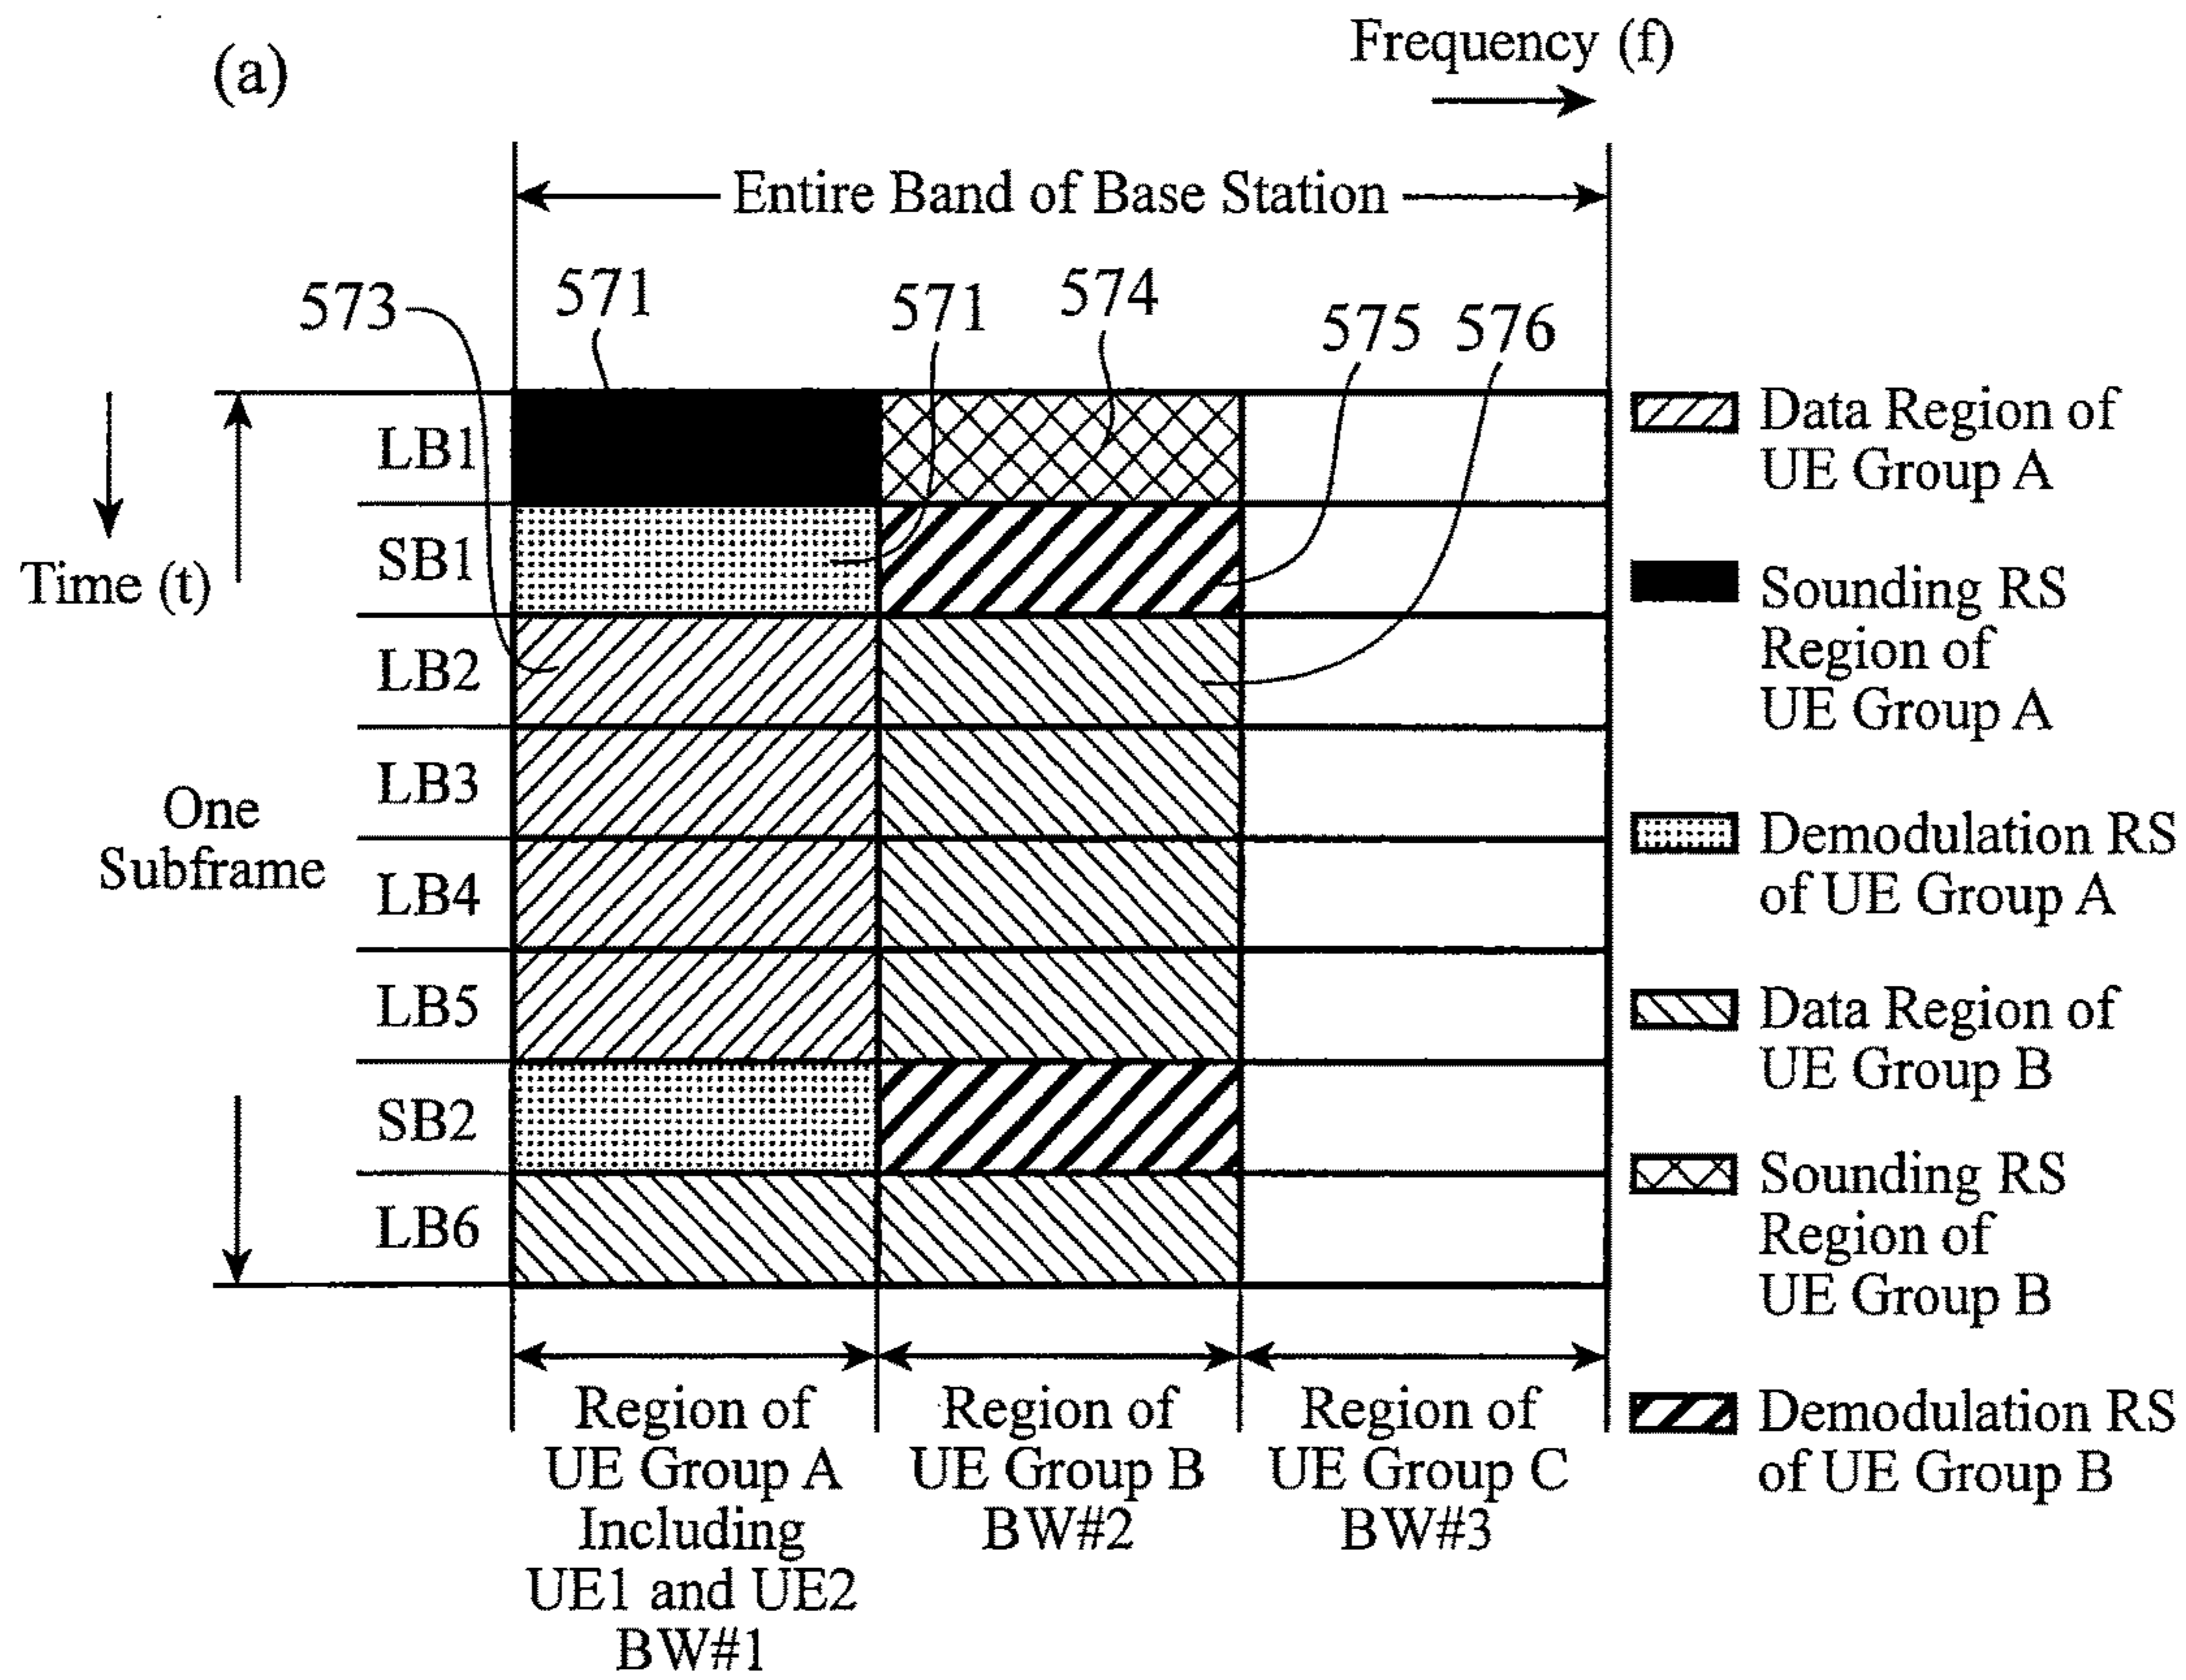 (a)
Frequency (f)
Entire Band of Base Station
573
571
571
574
575
576
Time (t)
One
Subframe
LB1
SB1
LB2
LB3
LB4
LB5
SB2
LB6
Region of
UE Group A
Including
UE1 and UE2
BW#1
Region of
UE Group B
BW#2
Region of
UE Group C
BW#3
Data Region of
UE Group A
Sounding RS
Region of
UE Group A
Demodulation RS
of UE Group A
Data Region of
UE Group B
Sounding RS
Region of
UE Group B
Demodulation RS
of UE Group B